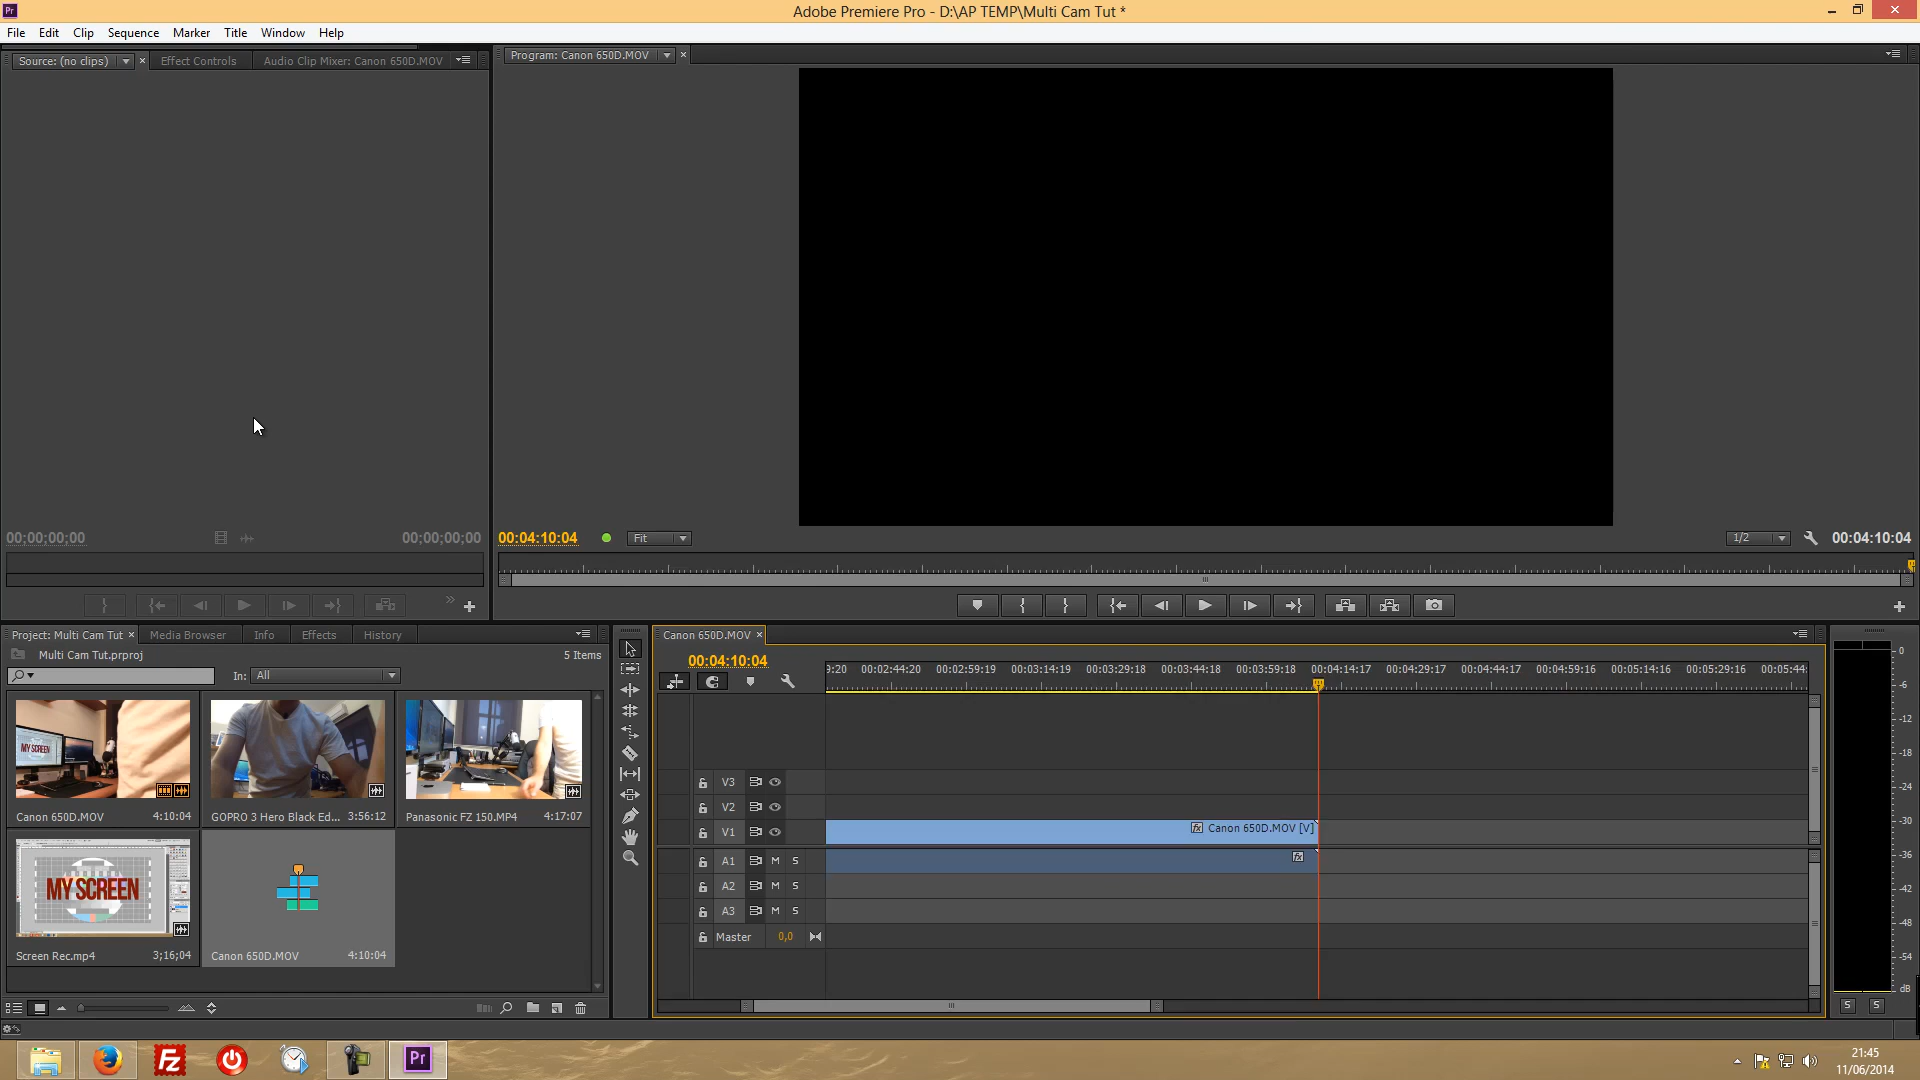 Adobe Premiere Pro - D:\AP TEMP\Multi Cam Tut *
File Edit Clip Sequence Marker Title Window Help
Source: (no clips) Effect Controls Audio Clip Mixer: Canon 650D.MOV
Program: Canon 650D.MOV
00;00;00;00 00;00;00;00
00:04:10:04 Fit 1/2 00:04:10:04
Project: Multi Cam Tut Media Browser Info Effects History
Multi Cam Tut.prproj 5 Items
In: All
MY SCREEN
Canon 650D.MOV 4:10:04
GOPRO 3 Hero Black Ed... 3:56:12
Panasonic FZ 150.MP4 4:17:07
MY SCREEN
Screen Rec.mp4 3;16;04
Canon 650D.MOV 4:10:04
Canon 650D.MOV
00:04:10:04
9:20 00:02:44:20 00:02:59:19 00:03:14:19 00:03:29:18 00:03:44:18 00:03:59:18 00:04:14:17 00:04:29:17 00:04:44:17 00:04:59:16 00:05:14:16 00:05:29:16 00:05:44:
V3
V2
V1 fx Canon 650D.MOV [V]
A1 M S fx
A2 M S
A3 M S
Master 0,0
0
-6
-12
-18
-24
-30
-36
-42
-48
-54
dB
S S
Fz
Pr
21:45
11/06/2014